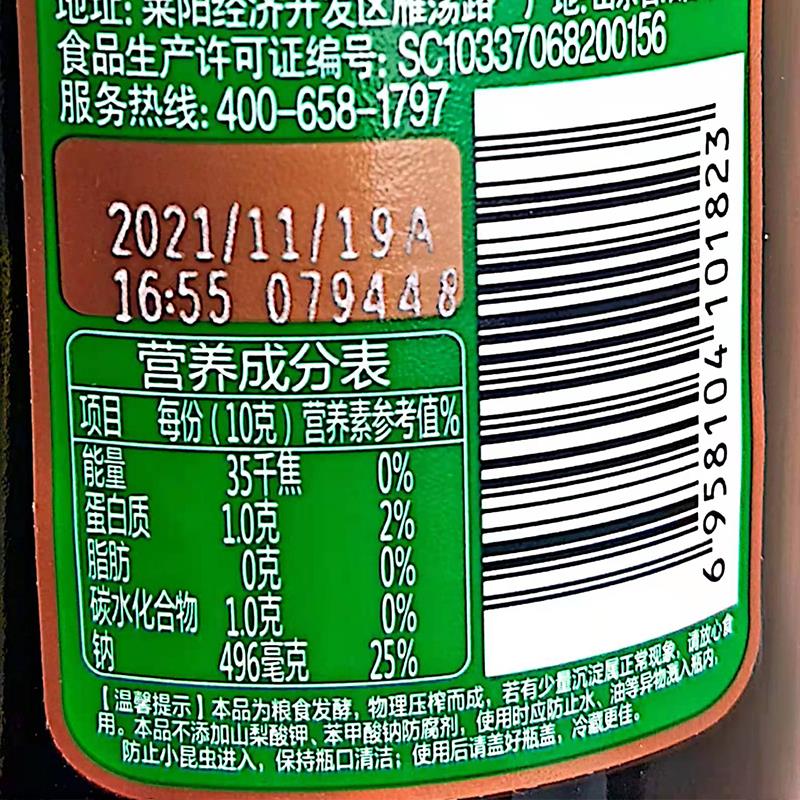 地址: 莱阳经济开发区雁荡路 产地:山东
食品生产许可证编号: SC10337068200156
服务热线: 400-658-1797
2021/11/19A
16:55 079448
营养成分表
项目 每份(10克) 营养素参考值%
能量 35千焦 0%
蛋白质 1.0克 2%
脂肪 0克 0%
碳水化合物 1.0克 0%
钠 496毫克 25%
【温馨提示】本品为粮食发酵, 物理压榨而成, 若有少量沉淀属正常现象, 请放心食
用。本品不添加山梨酸钾、苯甲酸钠防腐剂, 使用时应防止水、油等异物溅入瓶内,
防止小昆虫进入, 保持瓶口清洁; 使用后请盖好瓶盖, 冷藏更佳。
6 958104 101823